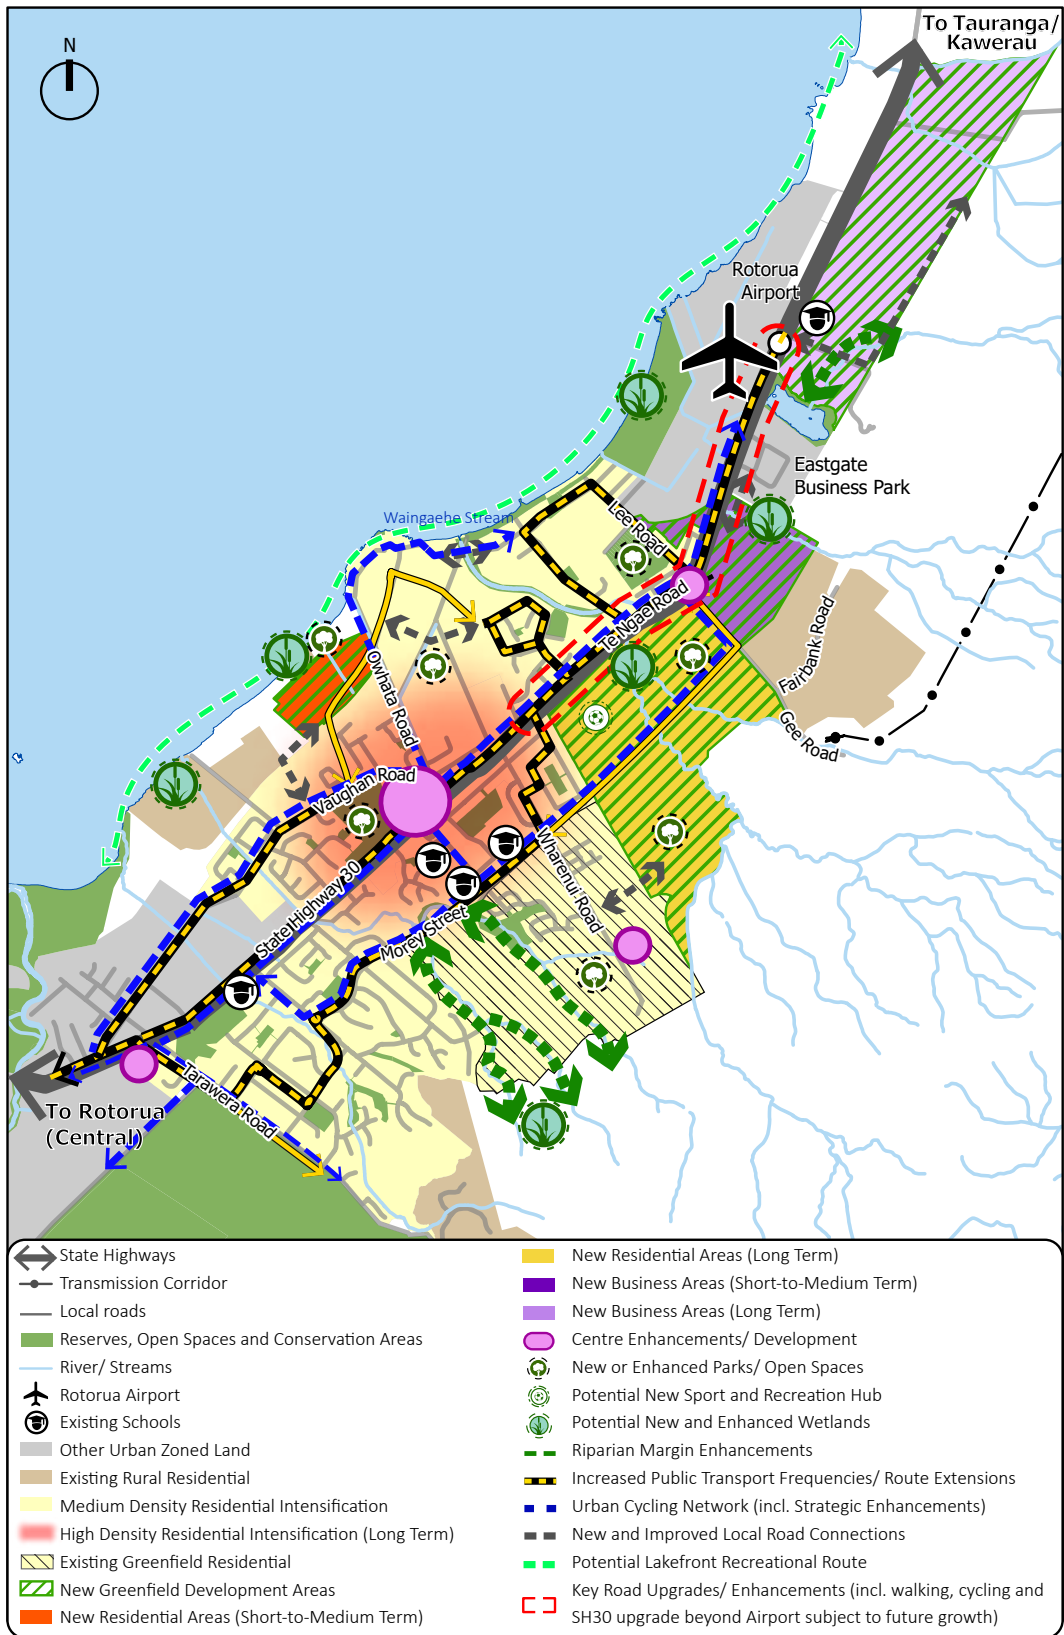 To Tauranga/
Kawerau
N
Rotorua
Airport
Eastgate
Business Park
Waingaehe Stream
Lee Road
Te Ngae Road
Fairbank Road
Gee Road
Owhata Road
Vaughan Road
Wharenui Road
State Highway 30
Morey Street
Tarawera Road
To Rotorua
(Central)
State Highways
Transmission Corridor
Local roads
Reserves, Open Spaces and Conservation Areas
River/ Streams
Rotorua Airport
Existing Schools
Other Urban Zoned Land
Existing Rural Residential
Medium Density Residential Intensification
High Density Residential Intensification (Long Term)
Existing Greenfield Residential
New Greenfield Development Areas
New Residential Areas (Short-to-Medium Term)
New Residential Areas (Long Term)
New Business Areas (Short-to-Medium Term)
New Business Areas (Long Term)
Centre Enhancements/ Development
New or Enhanced Parks/ Open Spaces
Potential New Sport and Recreation Hub
Potential New and Enhanced Wetlands
Riparian Margin Enhancements
Increased Public Transport Frequencies/ Route Extensions
Urban Cycling Network (incl. Strategic Enhancements)
New and Improved Local Road Connections
Potential Lakefront Recreational Route
Key Road Upgrades/ Enhancements (incl. walking, cycling and
SH30 upgrade beyond Airport subject to future growth)